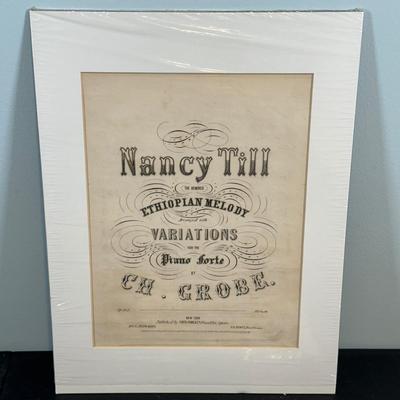 Nancy Till
THE ADMIRED
ETHIOPIAN MELODY
Arranged with
VARIATIONS
FOR THE
Piano Forte
BY
CH. GROBE.
NEW YORK